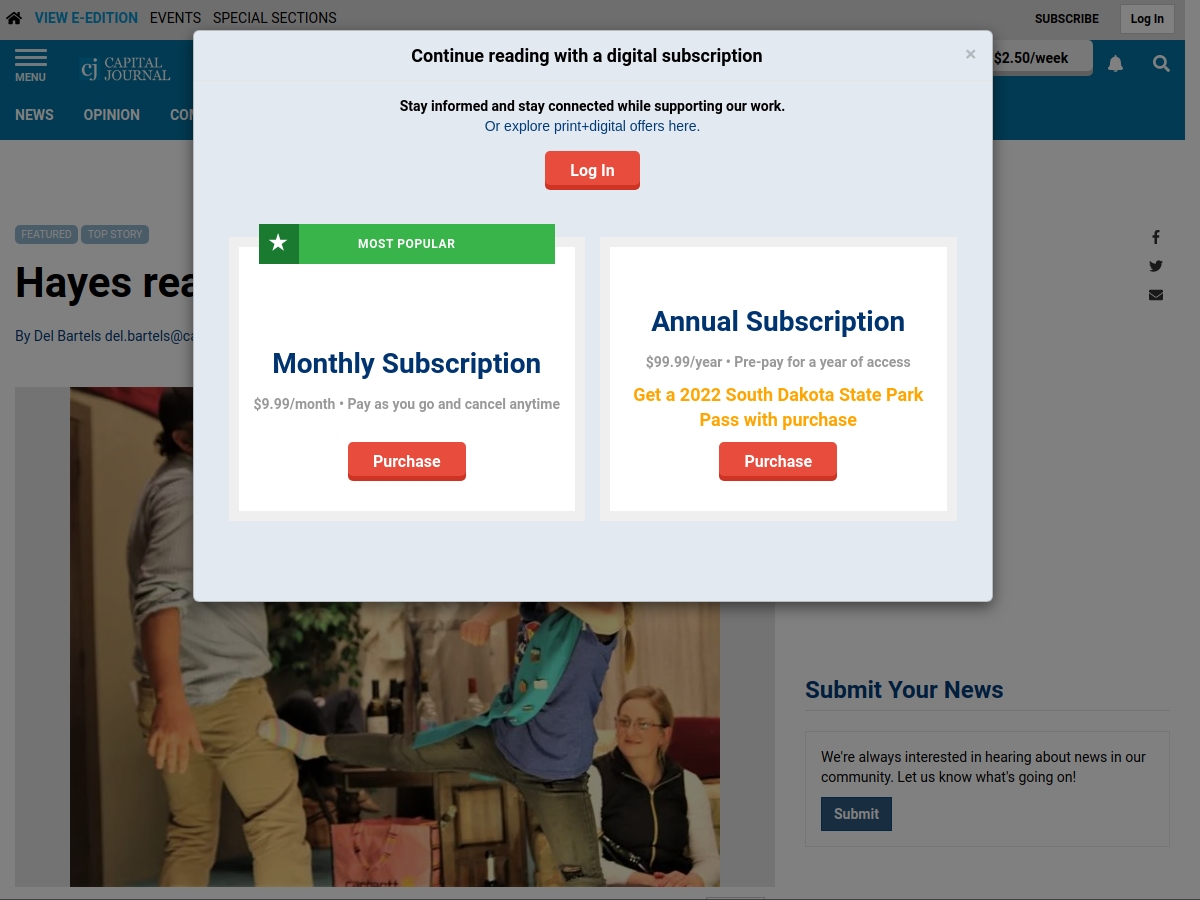 VIEW E-EDITION EVENTS SPECIAL SECTIONS
SUBSCRIBE
Log In
MENU
cj CAPITAL JOURNAL
$2.50/week
NEWS OPINION
Continue reading with a digital subscription
×
Stay informed and stay connected while supporting our work.
Or explore print+digital offers here.
Log In
MOST POPULAR
Monthly Subscription
$9.99/month • Pay as you go and cancel anytime
Purchase
Annual Subscription
$99.99/year • Pre-pay for a year of access
Get a 2022 South Dakota State Park
Pass with purchase
Purchase
FEATURED TOP STORY
Hayes
By Del Bartels del.bartels@ca
Submit Your News
We're always interested in hearing about news in our
community. Let us know what's going on!
Submit
carhartt